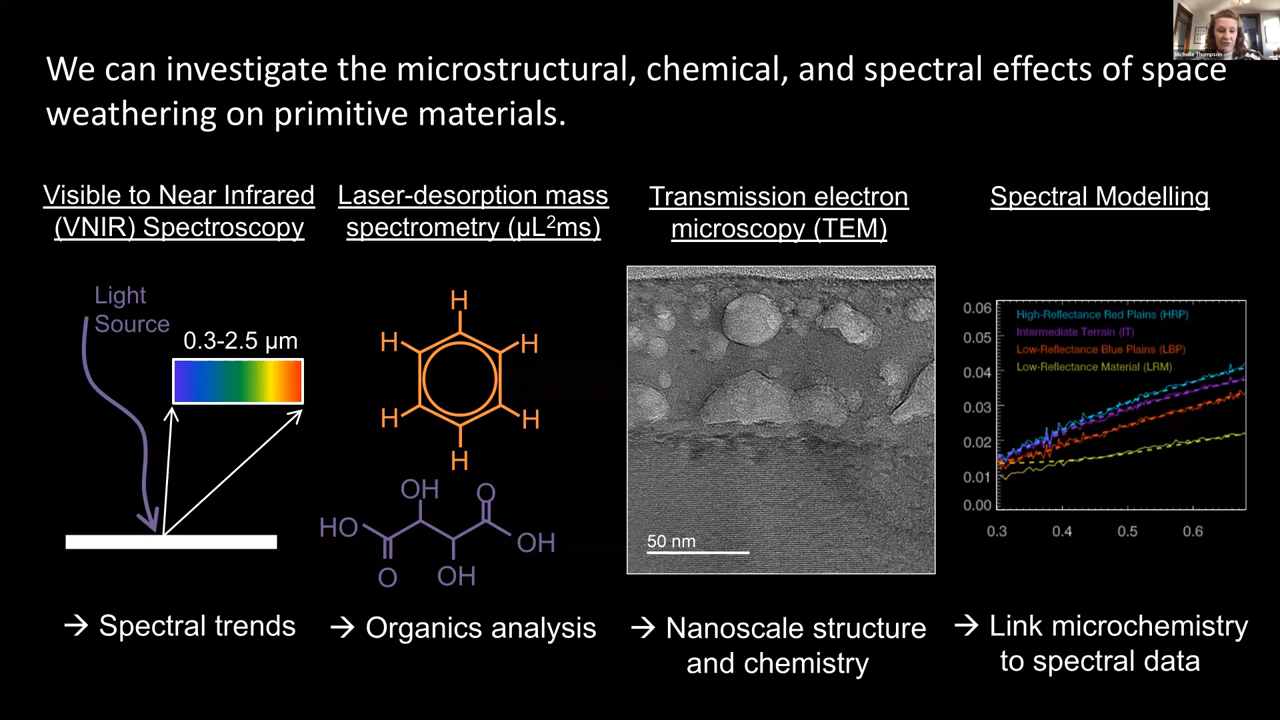 Michelle Thompson
We can investigate the microstructural, chemical, and spectral effects of space
weathering on primitive materials.
Visible to Near Infrared
(VNIR) Spectroscopy
Light
Source
0.3-2.5 µm
→ Spectral trends
Laser-desorption mass
spectrometry (µL²ms)
H
H
H
H
H
H
OH
O
HO
OH
O
OH
→ Organics analysis
Transmission electron
microscopy (TEM)
50 nm
→ Nanoscale structure
and chemistry
Spectral Modelling
High-Reflectance Red Plains (HRP)
Intermediate Terrain (IT)
Low-Reflectance Blue Plains (LBP)
Low-Reflectance Material (LRM)
0.06
0.05
0.04
0.03
0.02
0.01
0.00
0.3 0.4 0.5 0.6
→ Link microchemistry
to spectral data